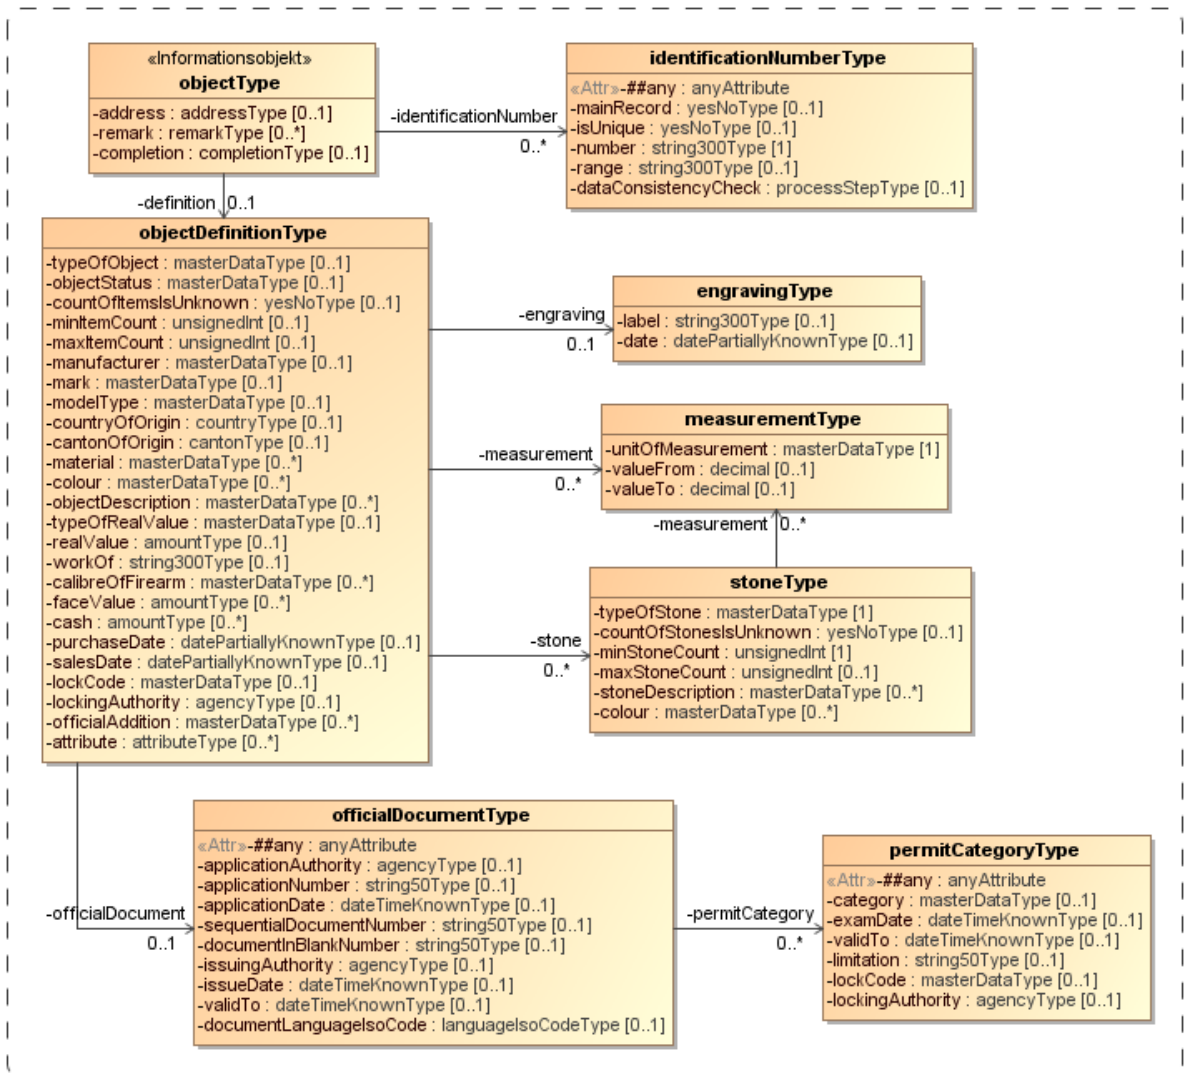 «Informationsobjekt»
objectType
-address : addressType [0..1]
-remark : remarkType [0..*]
-completion : completionType [0..1]
-identificationNumber
0..*
identificationNumberType
«Attr»-##any : anyAttribute
-mainRecord : yesNoType [0..1]
-isUnique : yesNoType [0..1]
-number : string300Type [1]
-range : string300Type [0..1]
-dataConsistencyCheck : processStepType [0..1]
-definition 0..1
objectDefinitionType
-typeOfObject : masterDataType [0..1]
-objectStatus : masterDataType [0..1]
-countOfItemsIsUnknown : yesNoType [0..1]
-minItemCount : unsignedInt [0..1]
-maxItemCount : unsignedInt [0..1]
-manufacturer : masterDataType [0..1]
-mark : masterDataType [0..1]
-modelType : masterDataType [0..1]
-countryOfOrigin : countryType [0..1]
-cantonOfOrigin : cantonType [0..1]
-material : masterDataType [0..*]
-colour : masterDataType [0..*]
-objectDescription : masterDataType [0..*]
-typeOfRealValue : masterDataType [0..1]
-realValue : amountType [0..1]
-workOf : string300Type [0..1]
-calibreOfFirearm : masterDataType [0..*]
-faceValue : amountType [0..*]
-cash : amountType [0..*]
-purchaseDate : datePartiallyKnownType [0..1]
-salesDate : datePartiallyKnownType [0..1]
-lockCode : masterDataType [0..1]
-lockingAuthority : agencyType [0..1]
-officialAddition : masterDataType [0..*]
-attribute : attributeType [0..*]
-engraving
0..1
engravingType
-label : string300Type [0..1]
-date : datePartiallyKnownType [0..1]
-measurement
0..*
measurementType
-unitOfMeasurement : masterDataType [1]
-valueFrom : decimal [0..1]
-valueTo : decimal [0..1]
-measurement 0..*
-stone
0..*
stoneType
-typeOfStone : masterDataType [1]
-countOfStonesIsUnknown : yesNoType [0..1]
-minStoneCount : unsignedInt [1]
-maxStoneCount : unsignedInt [0..1]
-stoneDescription : masterDataType [0..*]
-colour : masterDataType [0..*]
-officialDocument
0..1
officialDocumentType
«Attr»-##any : anyAttribute
-applicationAuthority : agencyType [0..1]
-applicationNumber : string50Type [0..1]
-applicationDate : dateTimeKnownType [0..1]
-sequentialDocumentNumber : string50Type [0..1]
-documentInBlankNumber : string50Type [0..1]
-issuingAuthority : agencyType [0..1]
-issueDate : dateTimeKnownType [0..1]
-validTo : dateTimeKnownType [0..1]
-documentLanguageIsoCode : languageIsoCodeType [0..1]
-permitCategory
0..*
permitCategoryType
«Attr»-##any : anyAttribute
-category : masterDataType [0..1]
-examDate : dateTimeKnownType [0..1]
-validTo : dateTimeKnownType [0..1]
-limitation : string50Type [0..1]
-lockCode : masterDataType [0..1]
-lockingAuthority : agencyType [0..1]